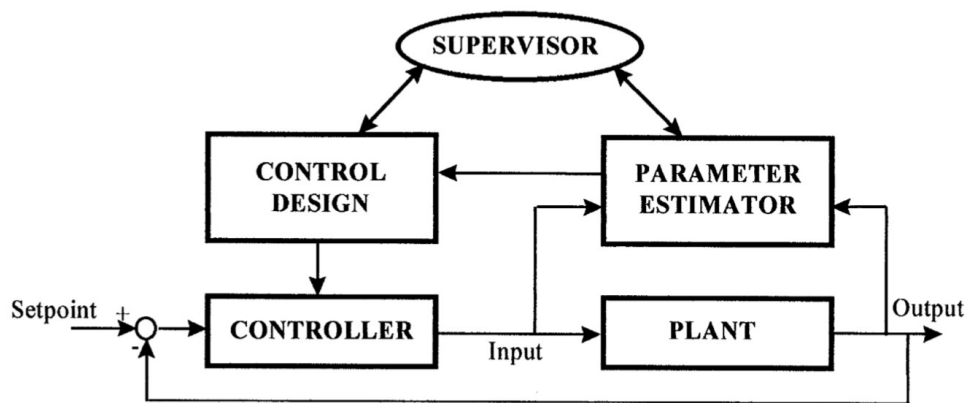 SUPERVISOR
CONTROL
DESIGN
PARAMETER
ESTIMATOR
Setpoint
+
-
CONTROLLER
Input
PLANT
Output